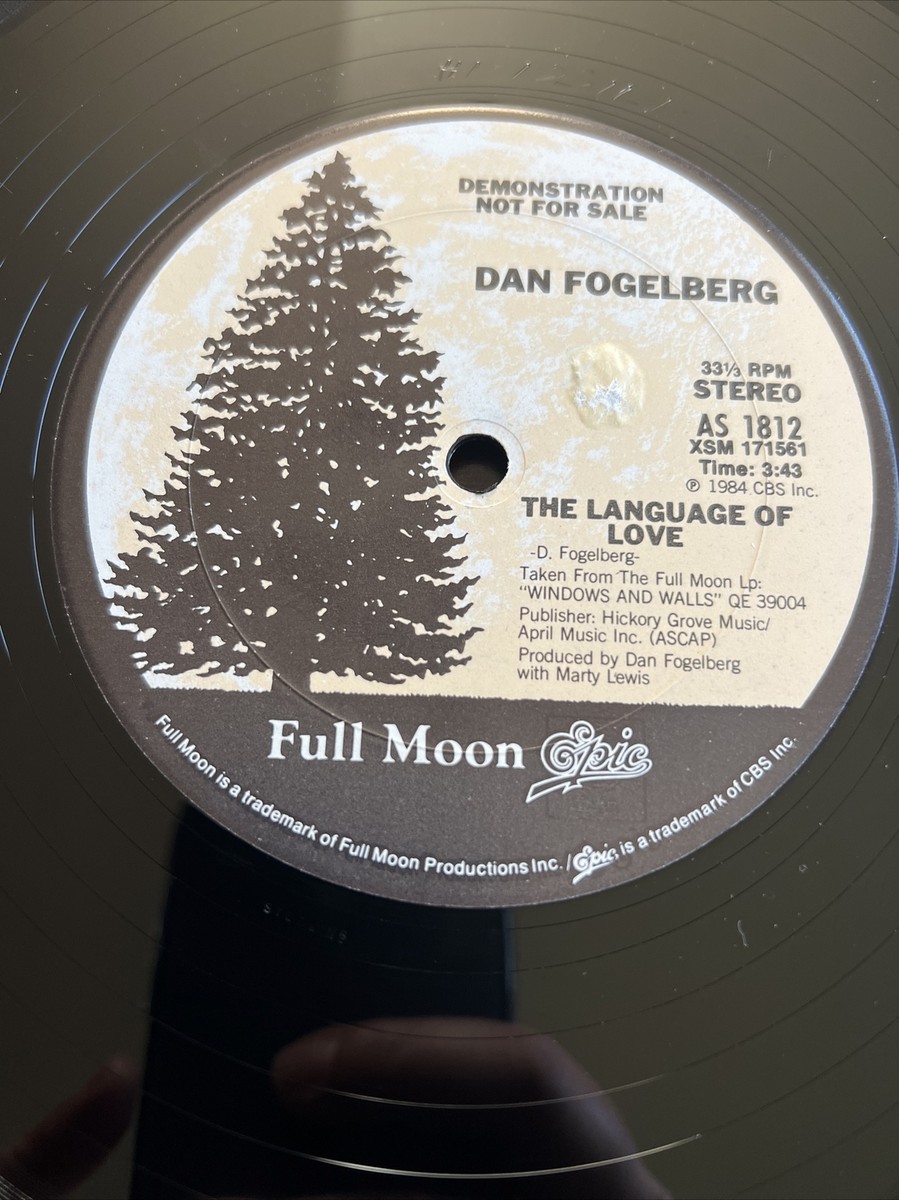 DEMONSTRATION
NOT FOR SALE
DAN FOGELBERG
33⅓ RPM
STEREO
AS 1812
XSM 171561
Time: 3:43
℗ 1984 CBS Inc.
THE LANGUAGE OF
LOVE
-D. Fogelberg-
Taken From The Full Moon Lp:
"WINDOWS AND WALLS" QE 39004
Publisher: Hickory Grove Music/
April Music Inc. (ASCAP)
Produced by Dan Fogelberg
with Marty Lewis
Full Moon Epic
Full Moon is a trademark of Full Moon Productions Inc. / Epic is a trademark of CBS Inc.